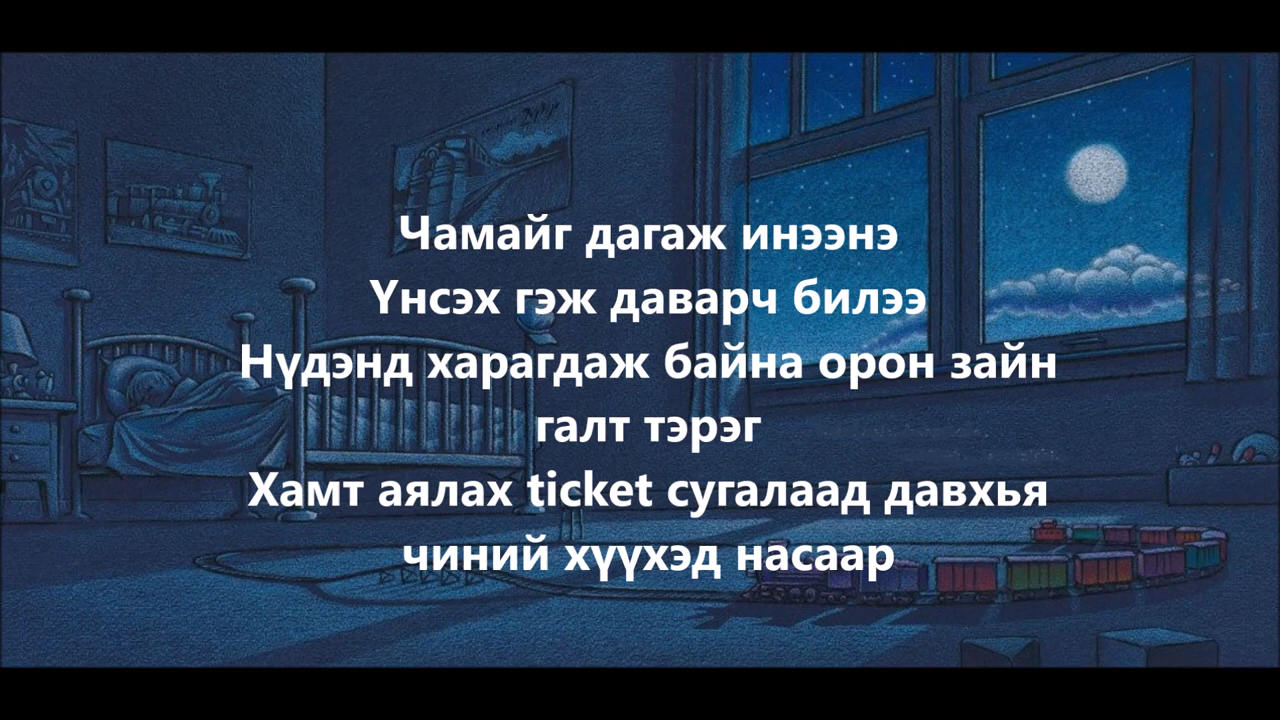 Чамайг дагаж инээнэ
Үнсэх гэж даварч билээ
Нүдэнд харагдаж байна орон зайн
галт тэрэг
Хамт аялах ticket сугалаад давхья
чиний хүүхэд насаар